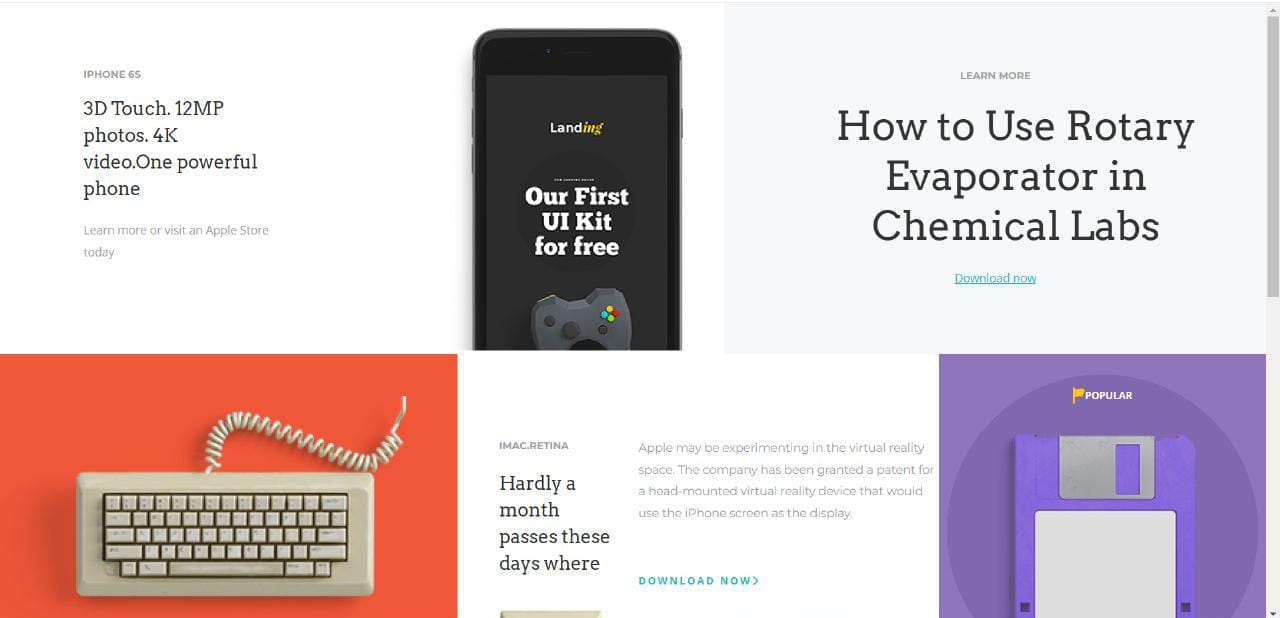 IPHONE 6S
3D Touch. 12MP
photos. 4K
video.One powerful
phone
Learn more or visit an Apple Store
today
Landing
Our First
UI Kit
for free
LEARN MORE
How to Use Rotary
Evaporator in
Chemical Labs
Download now
IMAC.RETINA
Hardly a
month
passes these
days where
Apple may be experimenting in the virtual reality
space. The company has been granted a patent for
a head-mounted virtual reality device that would
use the iPhone screen as the display.
DOWNLOAD NOW
POPULAR